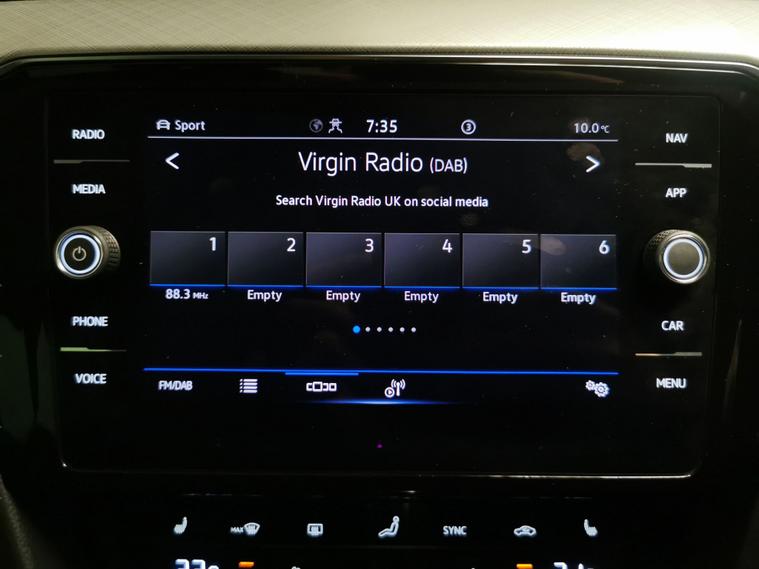 RADIO
MEDIA
PHONE
VOICE
Sport 7:35 3 10.0°C
Virgin Radio (DAB)
Search Virgin Radio UK on social media
1 2 3 4 5 6
88.3 MHz Empty Empty Empty Empty Empty
FM/DAB
NAV
APP
CAR
MENU
MAX SYNC